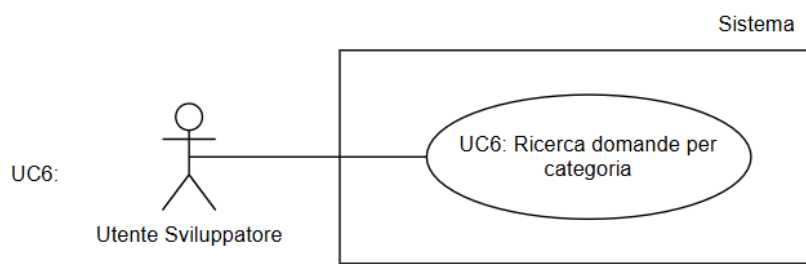 Sistema
UC6: Ricerca domande per
categoria
UC6:
Utente Sviluppatore